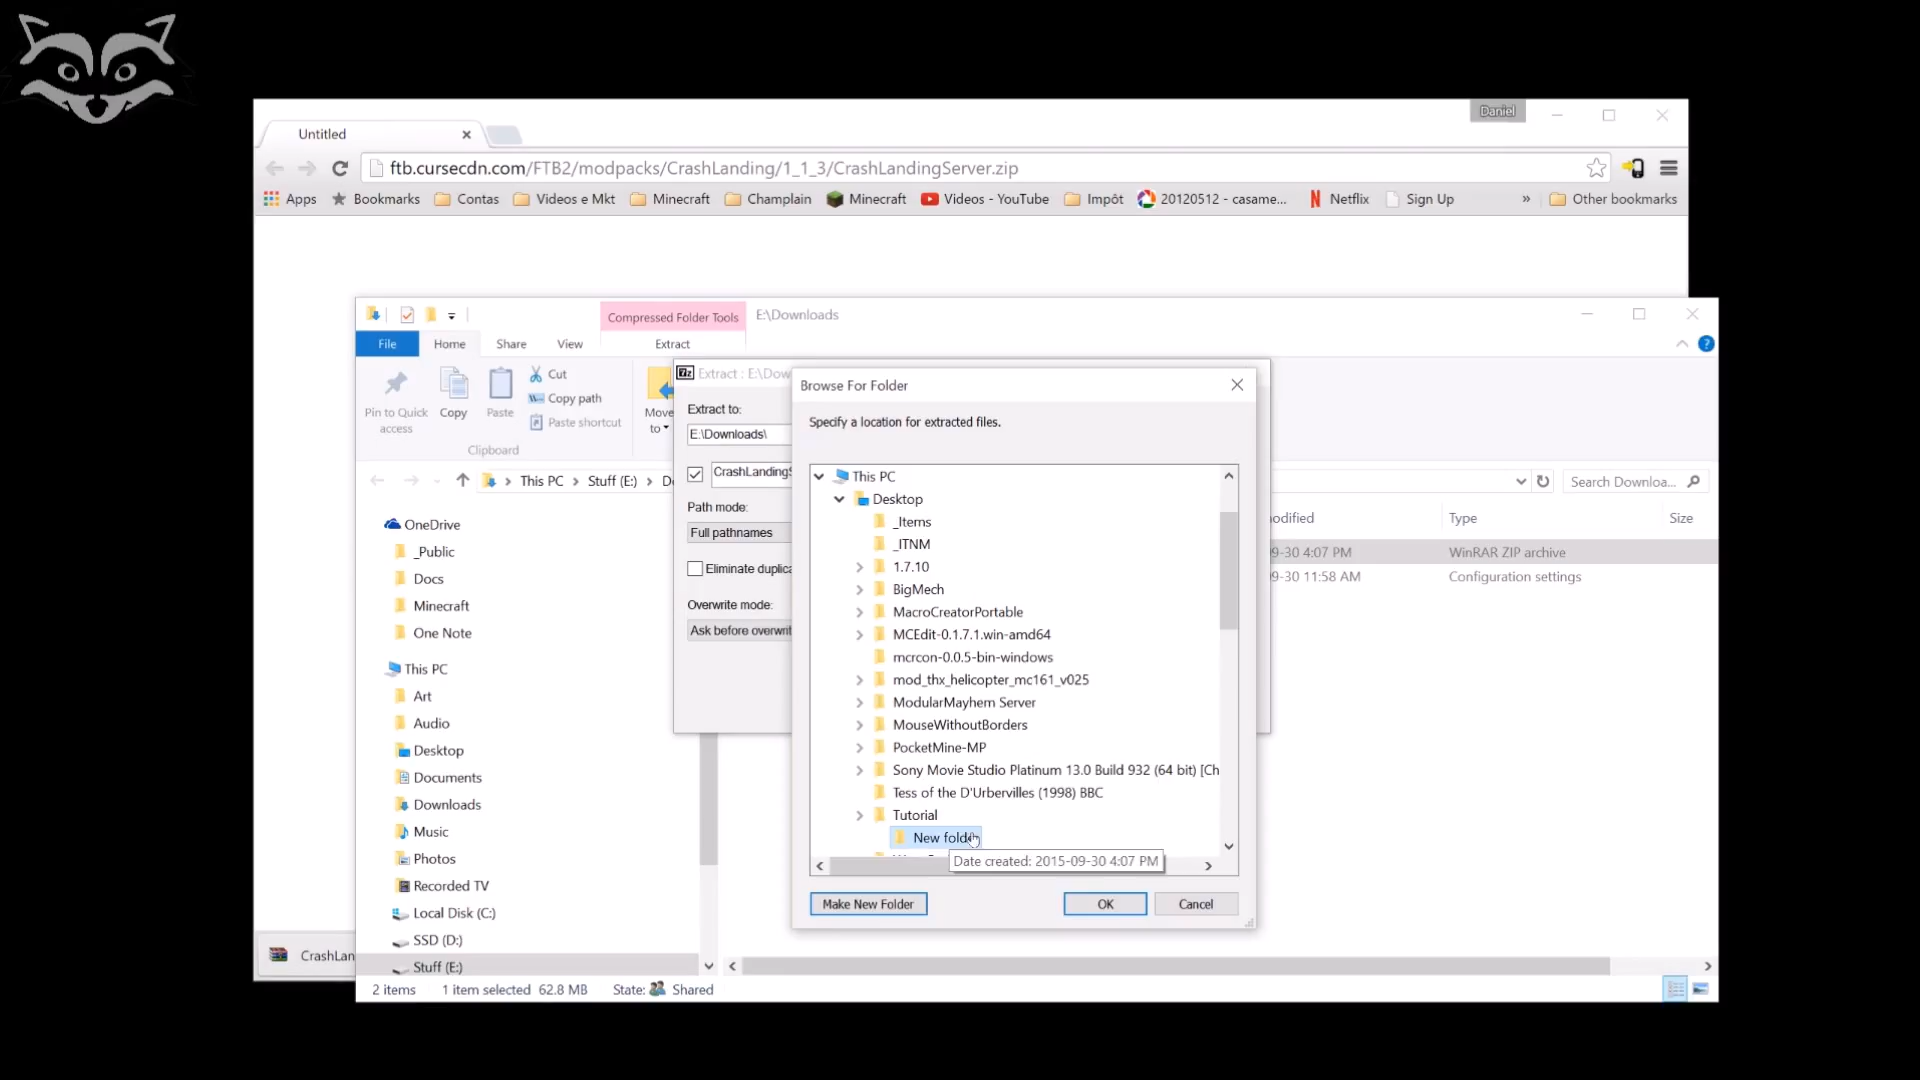 Daniel
Untitled
ftb.cursecdn.com/FTB2/modpacks/CrashLanding/1_1_3/CrashLandingServer.zip
Apps Bookmarks Contas Videos e Mkt Minecraft Champlain Minecraft Videos - YouTube Impôt 20120512 - casame... Netflix Sign Up » Other bookmarks
Compressed Folder Tools E:\Downloads
File Home Share View Extract
Pin to Quick access
Copy
Paste
Cut
Copy path
Paste shortcut
Clipboard
Move to
This PC Stuff (E:)
Search Downloa...
OneDrive
_Public
Docs
Minecraft
One Note
This PC
Art
Audio
Desktop
Documents
Downloads
Music
Photos
Recorded TV
Local Disk (C:)
SSD (D:)
Stuff (E:)
2 items 1 item selected 62.8 MB State: Shared
7z Extract : E:\Dow
Extract to:
E:\Downloads\
CrashLandingS
Path mode:
Full pathnames
Eliminate duplica
Overwrite mode:
Ask before overwrit
Browse For Folder
Specify a location for extracted files.
This PC
Desktop
_Items
_ITNM
1.7.10
BigMech
MacroCreatorPortable
MCEdit-0.1.7.1.win-amd64
mcrcon-0.0.5-bin-windows
mod_thx_helicopter_mc161_v025
ModularMayhem Server
MouseWithoutBorders
PocketMine-MP
Sony Movie Studio Platinum 13.0 Build 932 (64 bit) [Ch
Tess of the D'Urbervilles (1998) BBC
Tutorial
New fold
Date created: 2015-09-30 4:07 PM
Make New Folder OK Cancel
odified Type Size
9-30 4:07 PM WinRAR ZIP archive
9-30 11:58 AM Configuration settings
CrashLan